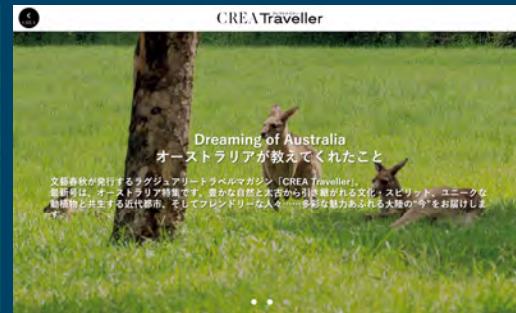 CREA
CREA Traveller
Dreaming of Australia
オーストラリアが教えてくれたこと
文藝春秋が発行するラグジュアリートラベルマガジン「CREA Traveller」。
最新号は、オーストラリア特集です。豊かな自然と太古から引き継がれる文化・スピリット、ユニークな
動植物と共生する近代都市、そしてフレンドリーな人々……多彩な魅力あふれる大陸の“今”をお届けしま
す。